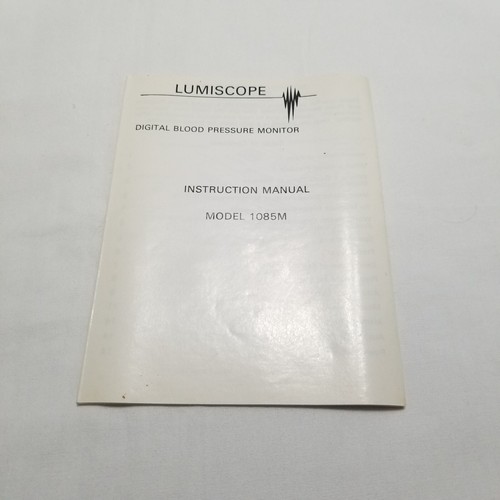 LUMISCOPE
DIGITAL BLOOD PRESSURE MONITOR
INSTRUCTION MANUAL
MODEL 1085M